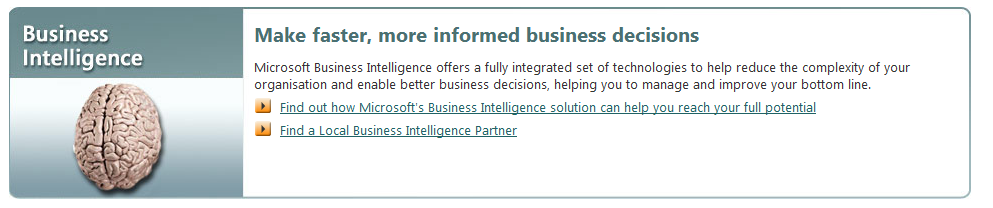 Business
Intelligence
Make faster, more informed business decisions
Microsoft Business Intelligence offers a fully integrated set of technologies to help reduce the complexity of your
organisation and enable better business decisions, helping you to manage and improve your bottom line.
Find out how Microsoft's Business Intelligence solution can help you reach your full potential
Find a Local Business Intelligence Partner